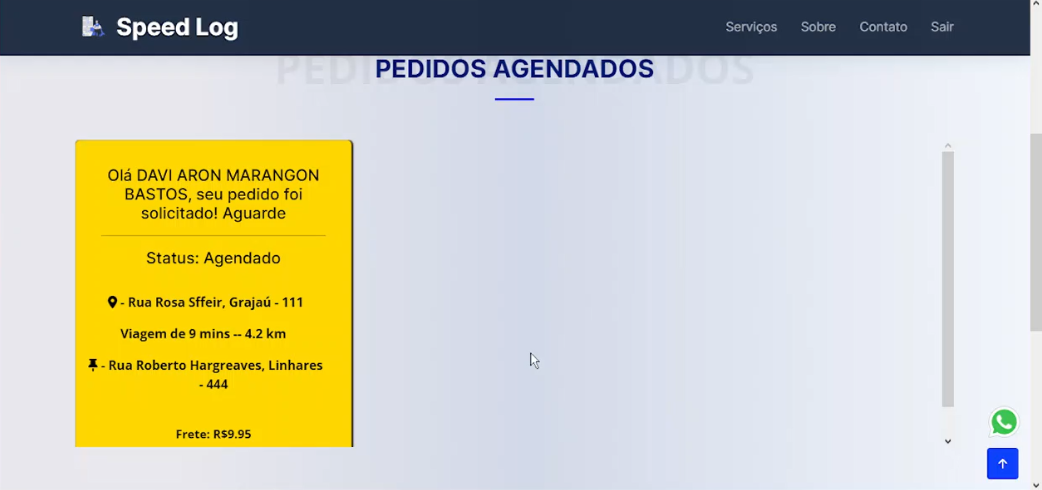 Speed Log
Serviços
Sobre
Contato
Sair
PEDIDOS AGENDADOS
PEDIDOS AGENDADOS
Olá DAVI ARON MARANGON
BASTOS, seu pedido foi
solicitado! Aguarde
Status: Agendado
- Rua Rosa Sffeir, Grajaú - 111
Viagem de 9 mins -- 4.2 km
- Rua Roberto Hargreaves, Linhares
- 444
Frete: R$9.95